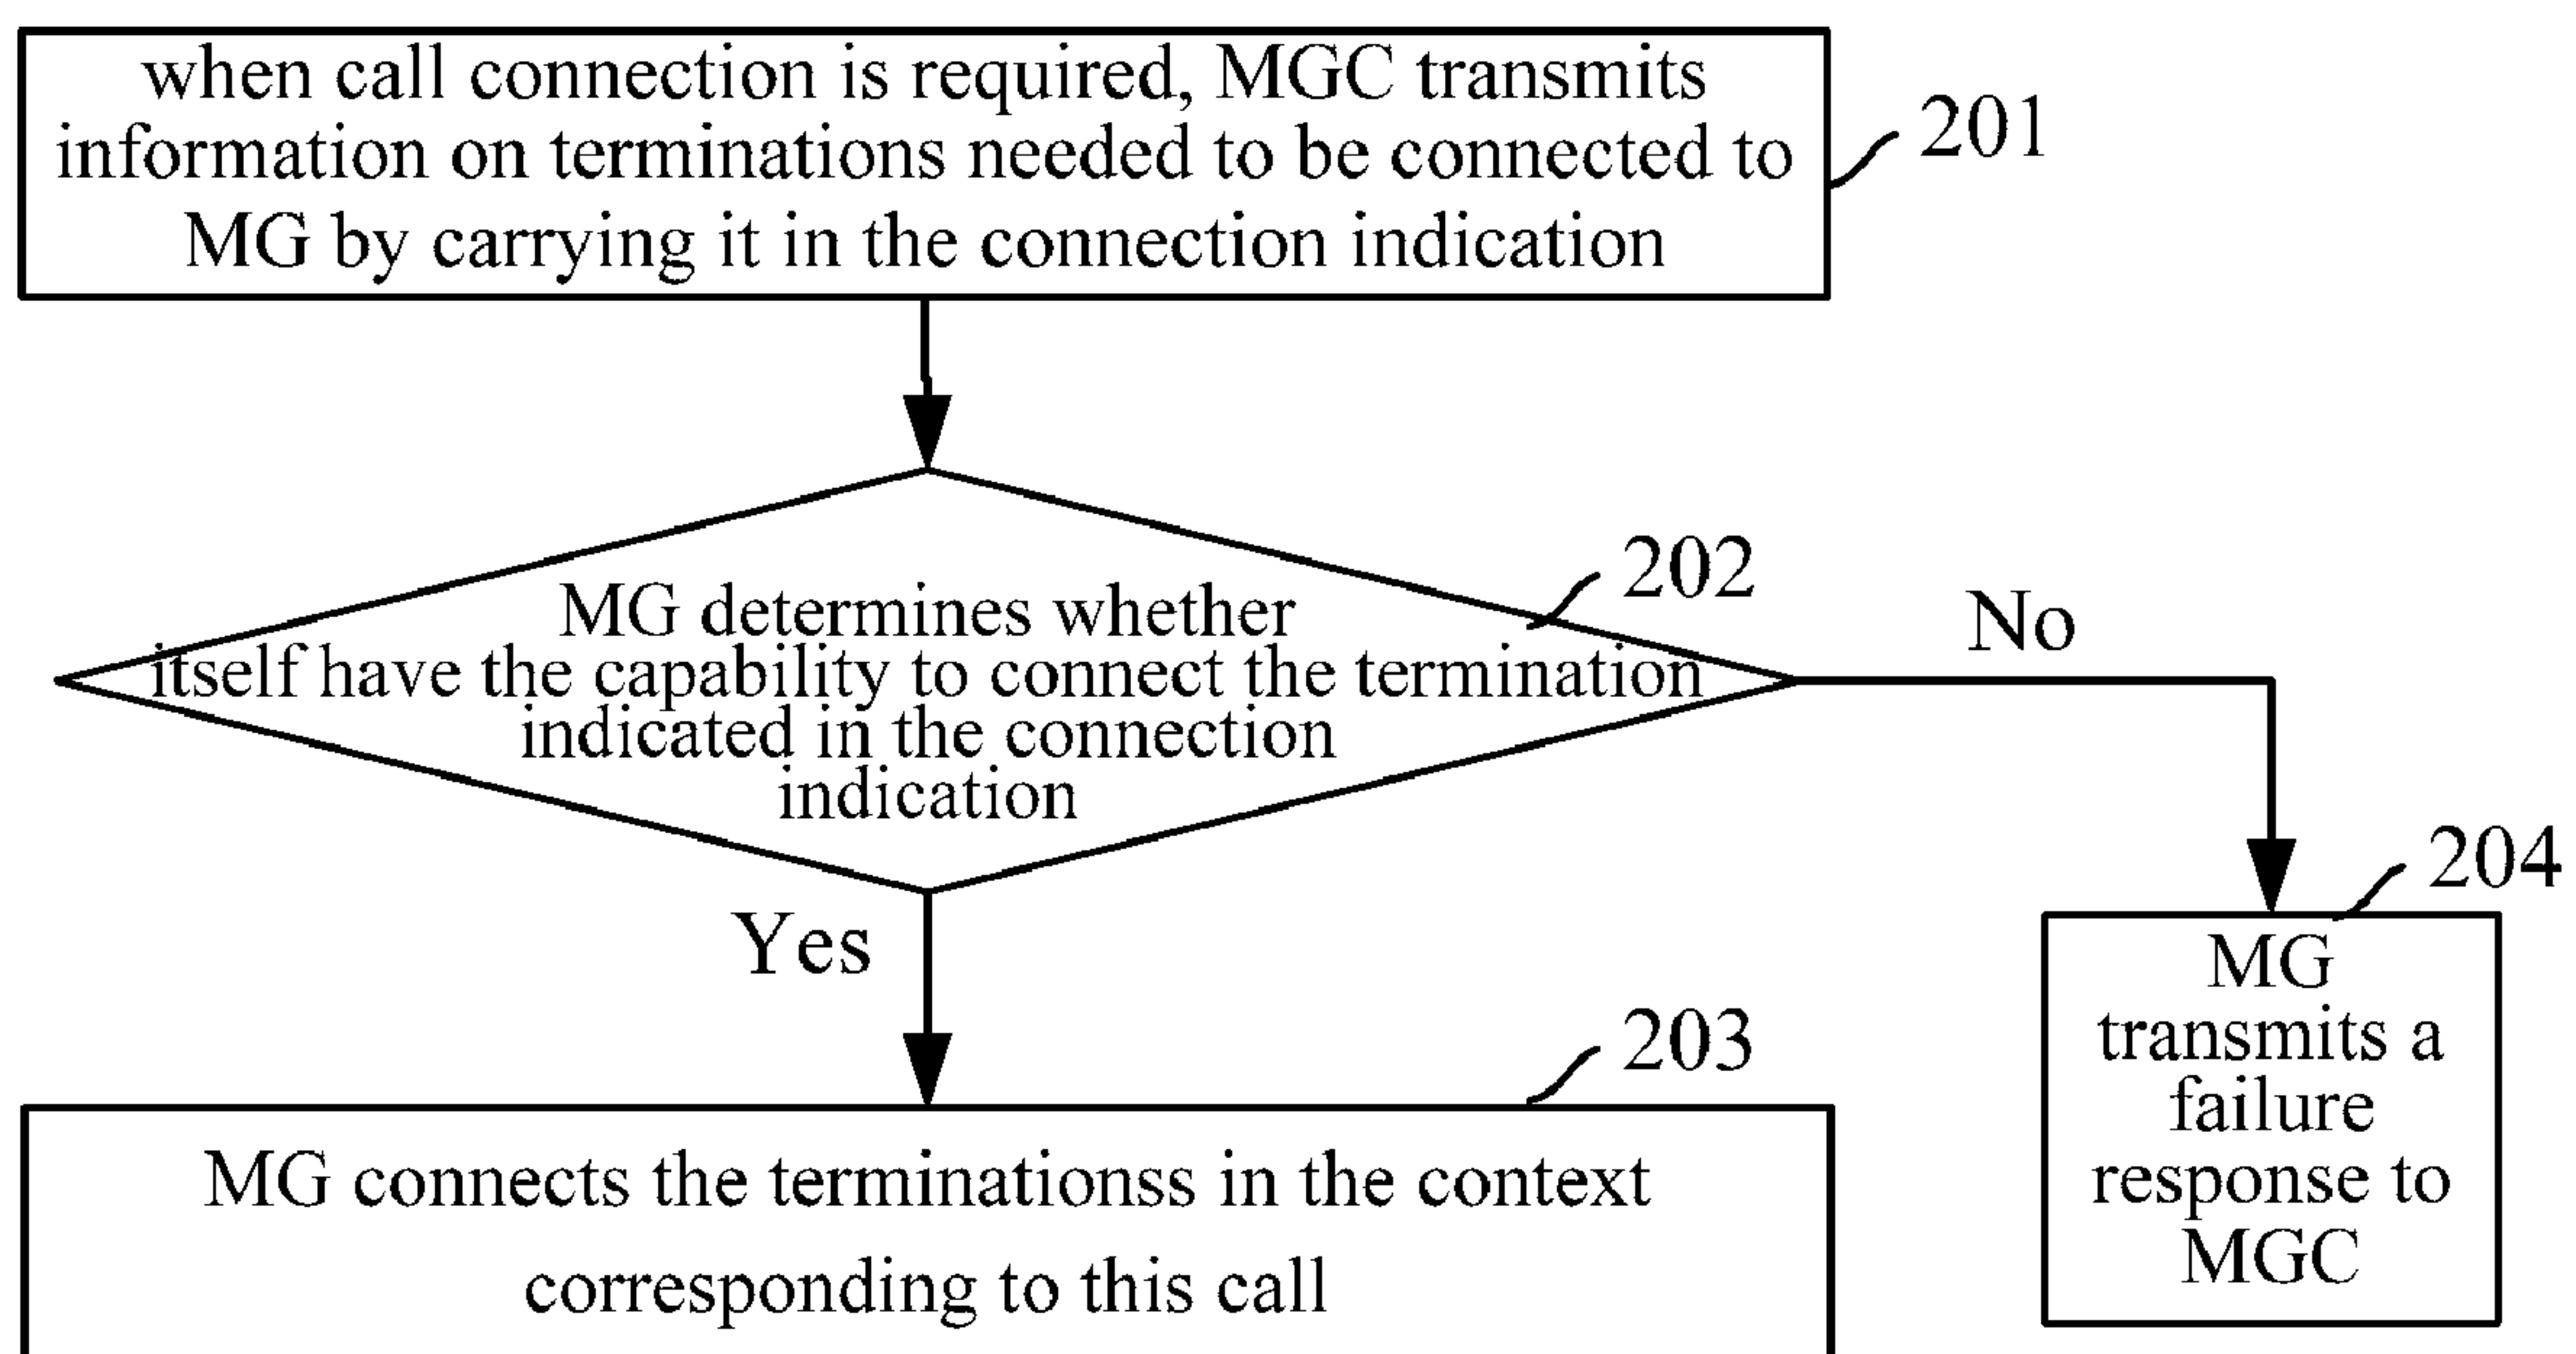 when call connection is required, MGC transmits
information on terminations needed to be connected to
MG by carrying it in the connection indication
201
202
MG determines whether
itself have the capability to connect the termination
indicated in the connection
indication
No
Yes
204
MG
transmits a
failure
response to
MGC
203
MG connects the terminationss in the context
corresponding to this call